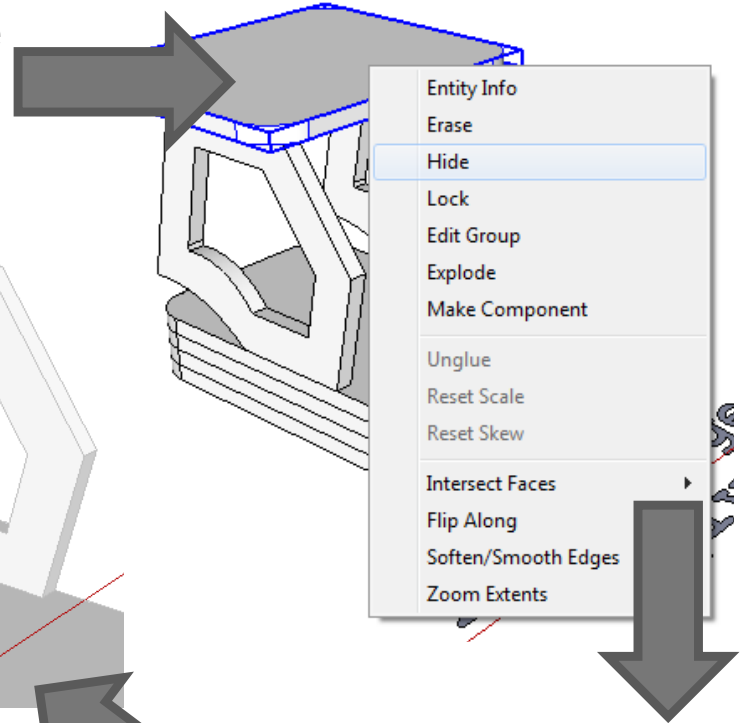 Entity Info
Erase
Hide
Lock
Edit Group
Explode
Make Component
Unglue
Reset Scale
Reset Skew
Intersect Faces
Flip Along
Soften/Smooth Edges
Zoom Extents